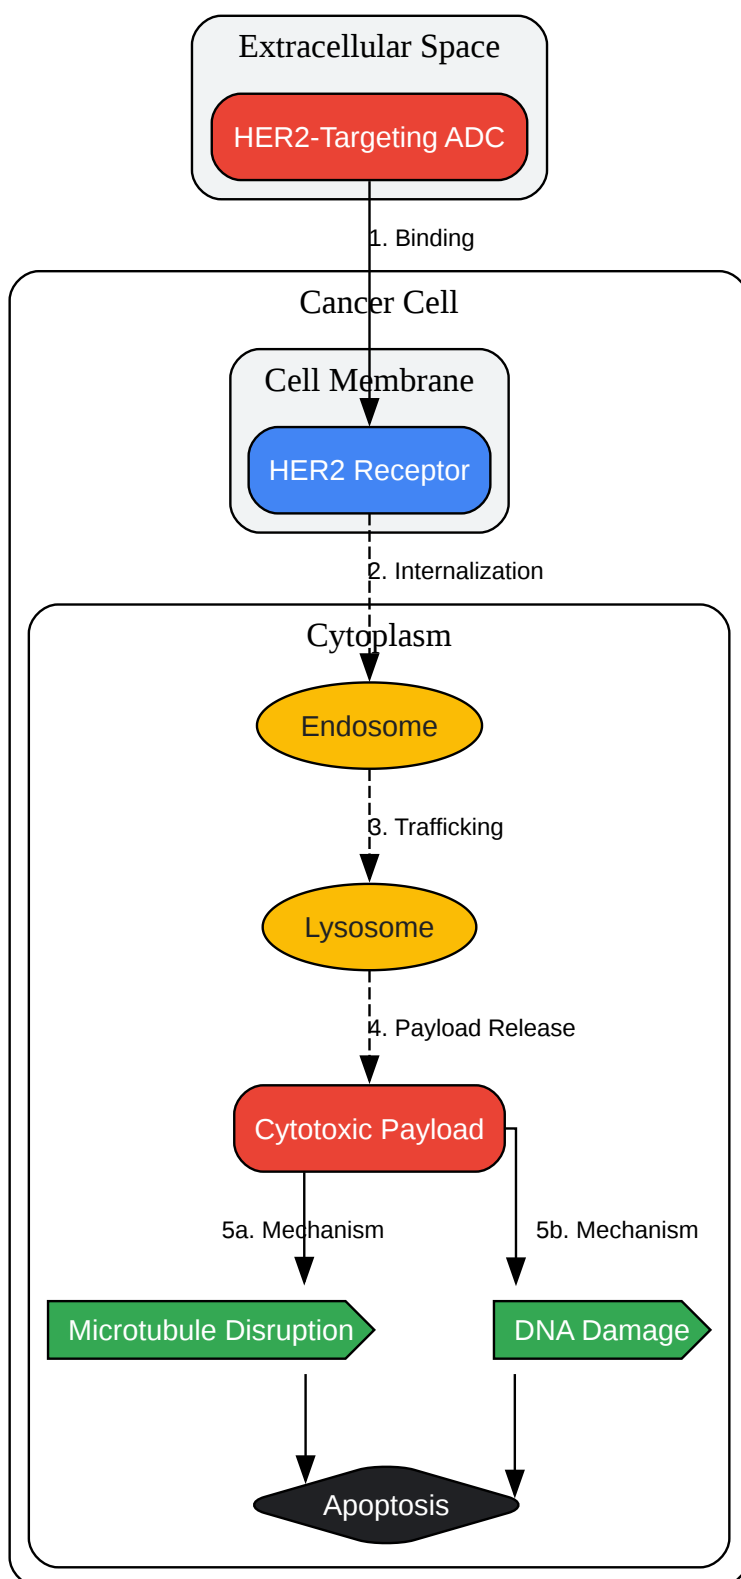 Extracellular Space
HER2-Targeting ADC
1. Binding
Cancer Cell
Cell Membrane
HER2 Receptor
2. Internalization
Cytoplasm
Endosome
3. Trafficking
Lysosome
4. Payload Release
Cytotoxic Payload
5a. Mechanism
5b. Mechanism
Microtubule Disruption
DNA Damage
Apoptosis